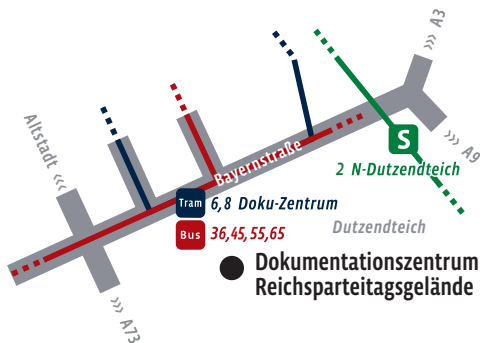 >>> A3
Altstadt <<<
Bayernstraße
S
>>> A9
2 N-Dutzendteich
Tram 6,8 Doku-Zentrum
Dutzendteich
Bus 36,45,55,65
Dokumentationszentrum
Reichsparteitagsgelände
>>> A73